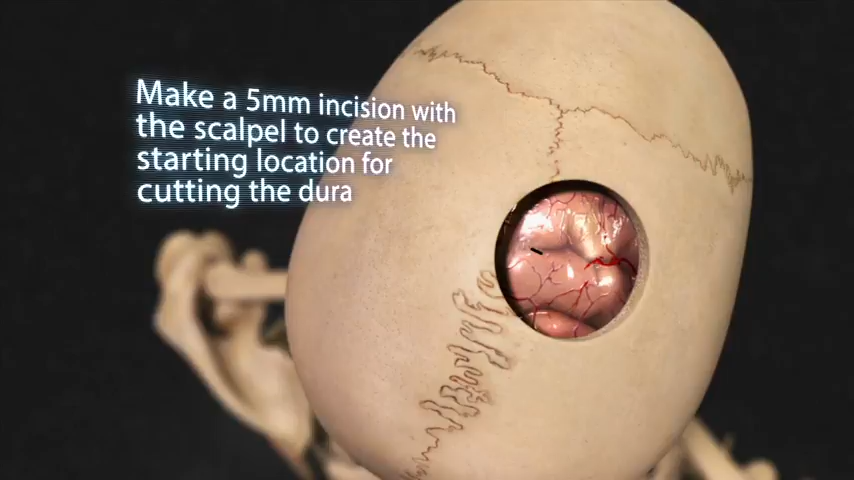 Make a 5mm incision with
the scalpel to create the
starting location for
cutting the dura